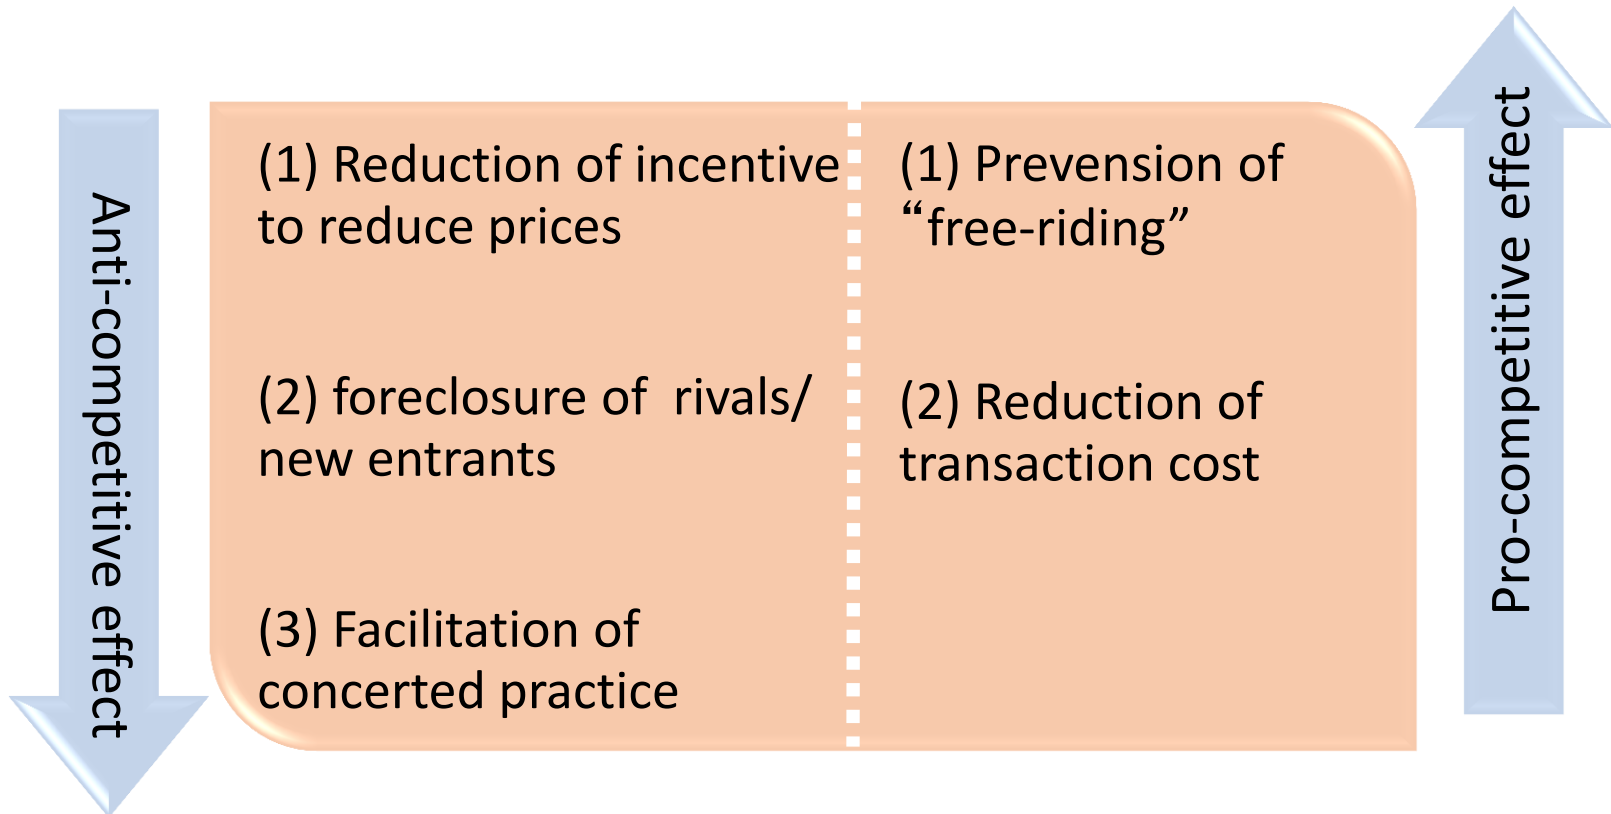 Anti-competitive effect
(1) Reduction of incentive
to reduce prices
(2) foreclosure of  rivals/
new entrants
(3) Facilitation of
concerted practice
(1) Prevension of
“free-riding”
(2) Reduction of
transaction cost
Pro-competitive effect